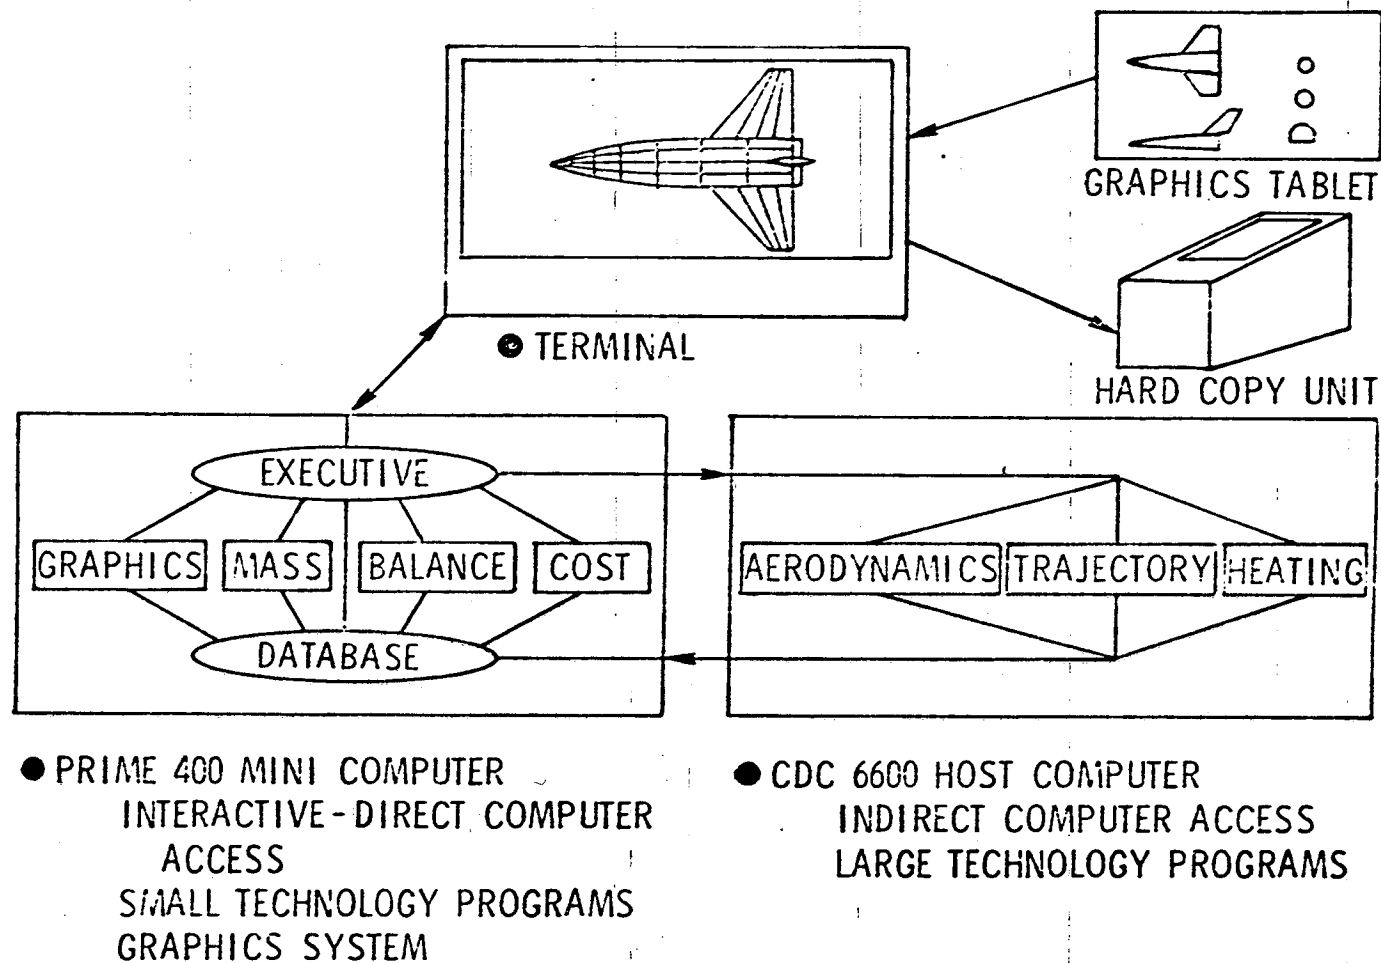 GRAPHICS TABLET
HARD COPY UNIT
● TERMINAL
EXECUTIVE
GRAPHICS MASS BALANCE COST
DATABASE
AERODYNAMICS TRAJECTORY HEATING
● PRIME 400 MINI COMPUTER
INTERACTIVE-DIRECT COMPUTER
ACCESS
SMALL TECHNOLOGY PROGRAMS
GRAPHICS SYSTEM
● CDC 6600 HOST COMPUTER
INDIRECT COMPUTER ACCESS
LARGE TECHNOLOGY PROGRAMS